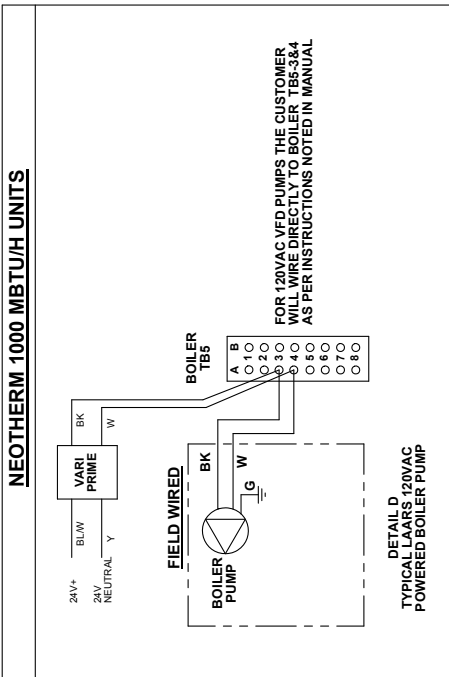 NEOTHERM 1000 MBTU/H UNITS
24V+
BL/W
24V
NEUTRAL
Y
VARI
PRIME
BK
W
BOILER
TB5
A B
1
2
3
4
5
6
7
8
FOR 120VAC VFD PUMPS THE CUSTOMER
WILL WIRE DIRECTLY TO BOILER TB5-3&4
AS PER INSTRUCTIONS NOTED IN MANUAL
FIELD WIRED
BK
W
G
BOILER
PUMP
DETAIL D
TYPICAL LAARS 120VAC
POWERED BOILER PUMP